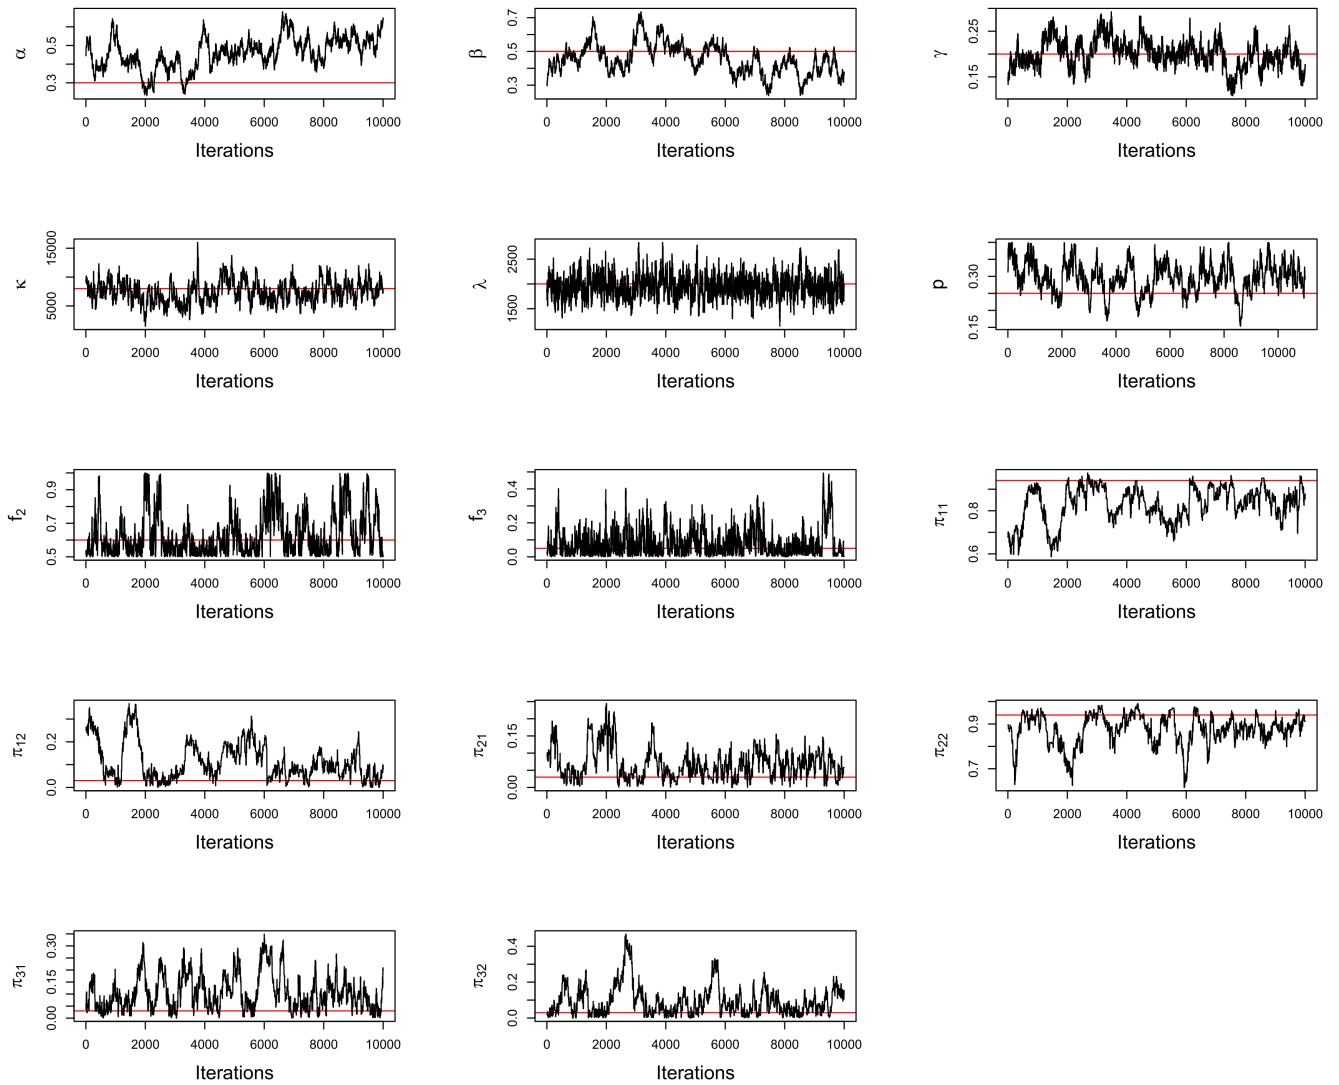 α 0.3 0.5 0 2000 4000 6000 8000 10000 Iterations
β 0.3 0.5 0.7 0 2000 4000 6000 8000 10000 Iterations
γ 0.15 0.25 0 2000 4000 6000 8000 10000 Iterations
κ 5000 15000 0 2000 4000 6000 8000 10000 Iterations
λ 1500 2500 0 2000 4000 6000 8000 10000 Iterations
p 0.15 0.30 0 2000 4000 6000 8000 10000 Iterations
f2 0.5 0.7 0.9 0 2000 4000 6000 8000 10000 Iterations
f3 0.0 0.2 0.4 0 2000 4000 6000 8000 10000 Iterations
π11 0.6 0.8 0 2000 4000 6000 8000 10000 Iterations
π12 0.0 0.2 0 2000 4000 6000 8000 10000 Iterations
π21 0.00 0.15 0 2000 4000 6000 8000 10000 Iterations
π22 0.7 0.9 0 2000 4000 6000 8000 10000 Iterations
π31 0.00 0.15 0.30 0 2000 4000 6000 8000 10000 Iterations
π32 0.0 0.2 0.4 0 2000 4000 6000 8000 10000 Iterations